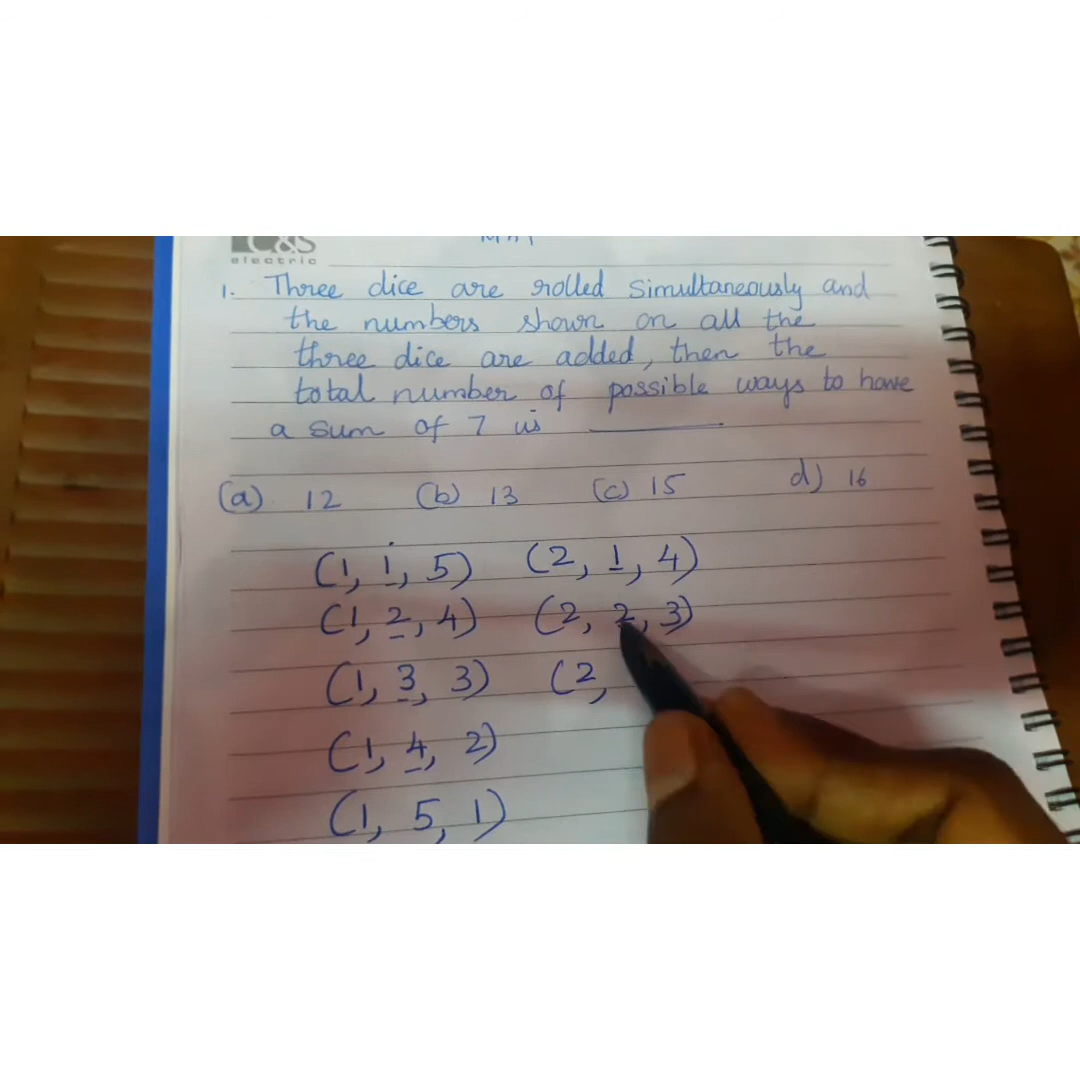 C&S
electric
1. Three dice are rolled simultaneously and
the numbers shown on all the
three dice are added, then the
total number of possible ways to have
a sum of 7 is ______
(a) 12 (b) 13 (c) 15 d) 16
(1, 1, 5) (2, 1, 4)
(1, 2, 4) (2, 2, 3)
(1, 3, 3) (2,
(1, 4, 2)
(1, 5, 1)